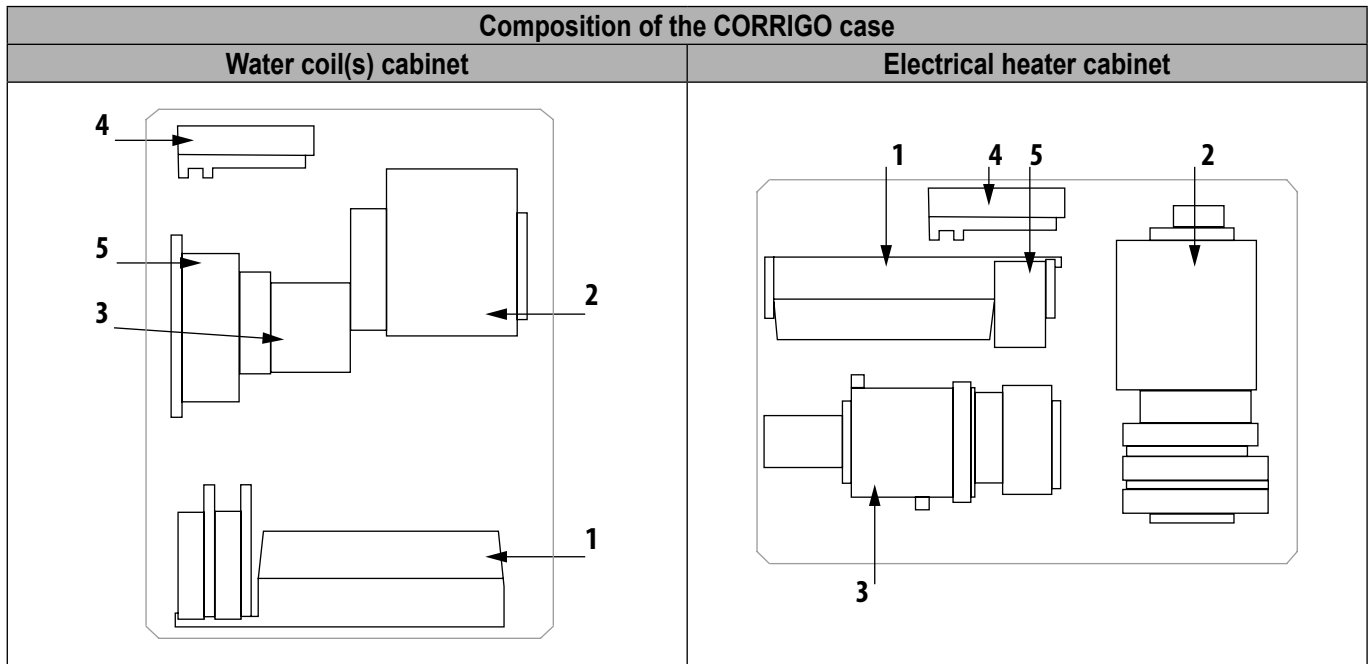 Composition of the CORRIGO case
Water coil(s) cabinet
Electrical heater cabinet
4
5
3
2
1
1 4 5 2
3